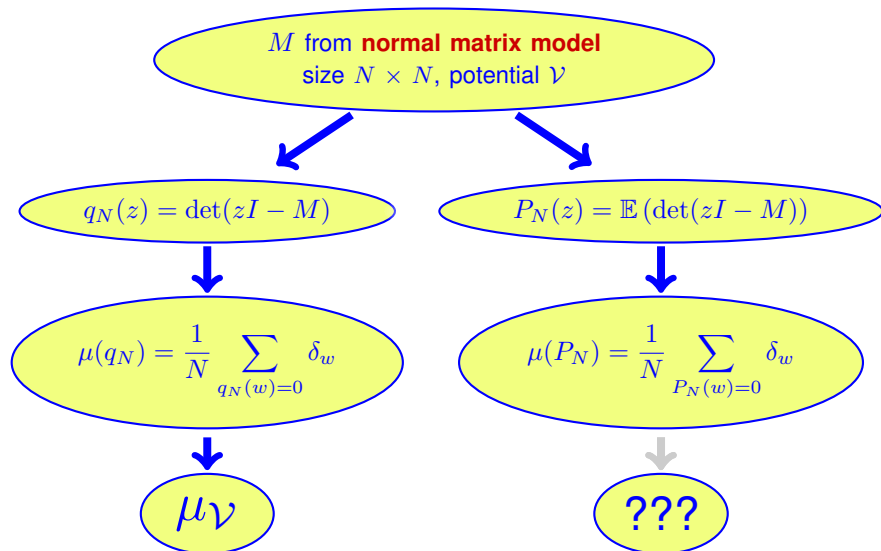 M from normal matrix model
size N × N, potential 𝒱
q_N(z) = det(zI − M)
P_N(z) = 𝔼 (det(zI − M))
μ(q_N) = 1/N ∑_{q_N(w)=0} δ_w
μ(P_N) = 1/N ∑_{P_N(w)=0} δ_w
μ_𝒱
???